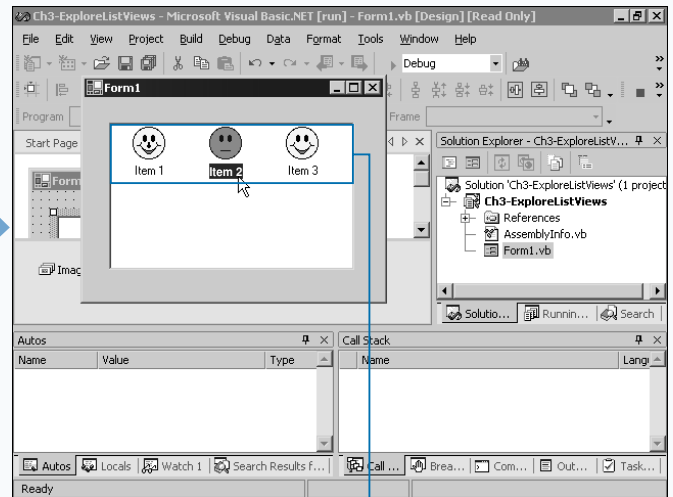 Ch3-ExploreListViews - Microsoft Visual Basic.NET [run] - Form1.vb [Design] [Read Only]
File Edit View Project Build Debug Data Format Tools Window Help
Debug
Form1
Program
Frame
Start Page
Item 1 Item 2 Item 3
Form
Imag
Solution Explorer - Ch3-ExploreListV...
Solution 'Ch3-ExploreListViews' (1 project
Ch3-ExploreListViews
References
AssemblyInfo.vb
Form1.vb
Solutio... Runnin... Search
Autos
Name Value Type
Call Stack
Name Langu
Autos Locals Watch 1 Search Results f...
Call ... Brea... Com... Out... Task...
Ready